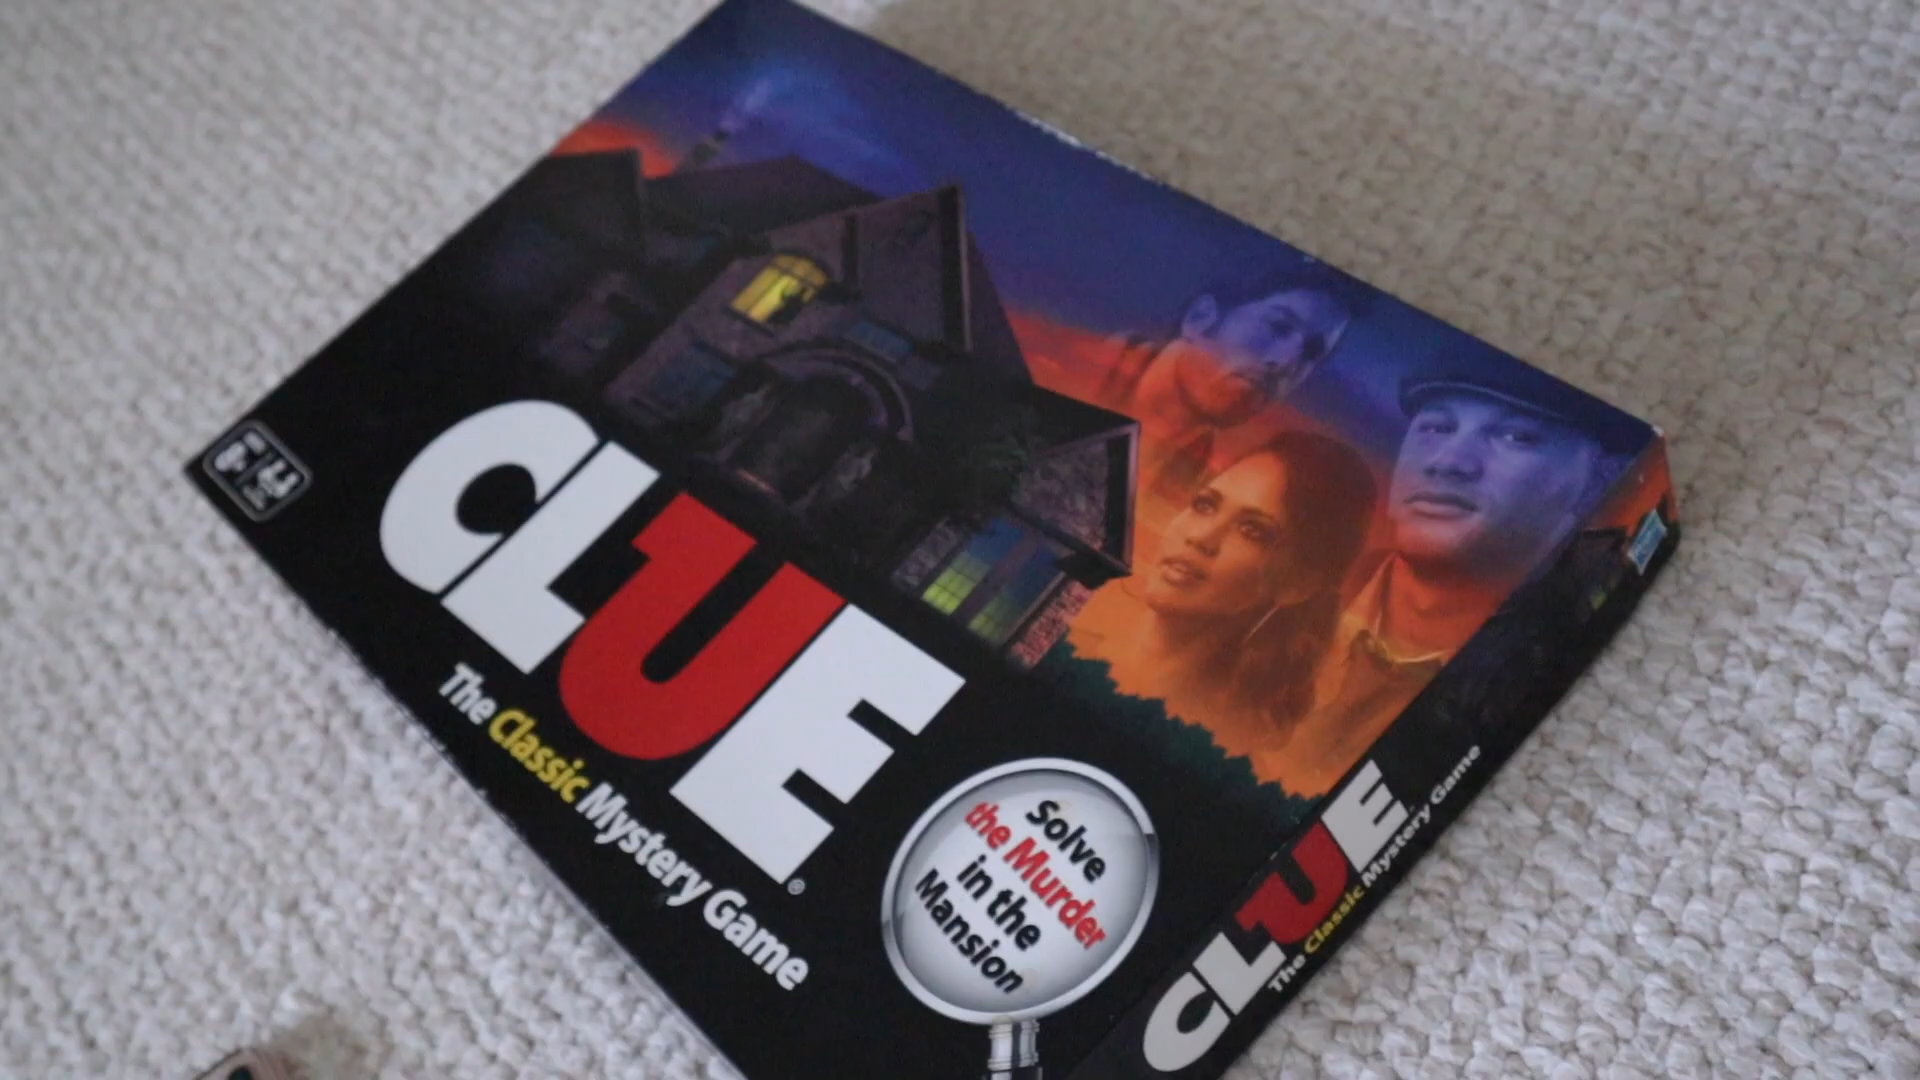 CLUE
The Classic Mystery Game
Solve
the Murder
in the
Mansion
CLUE
The Classic Mystery Game